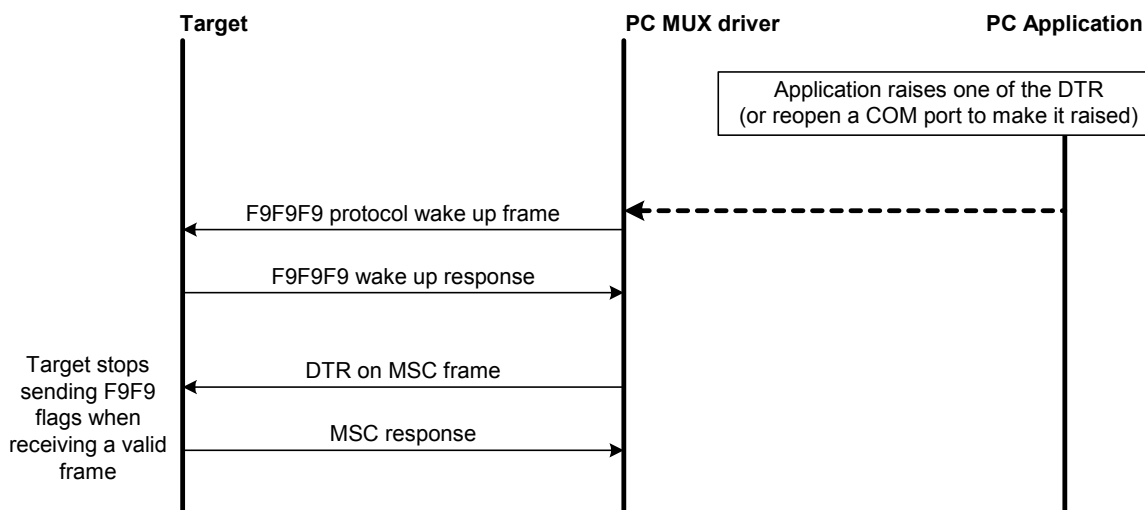 Target
PC MUX driver
PC Application
Application raises one of the DTR
(or reopen a COM port to make it raised)
F9F9F9 protocol wake up frame
F9F9F9 wake up response
Target stops
sending F9F9
flags when
receiving a valid
frame
DTR on MSC frame
MSC response